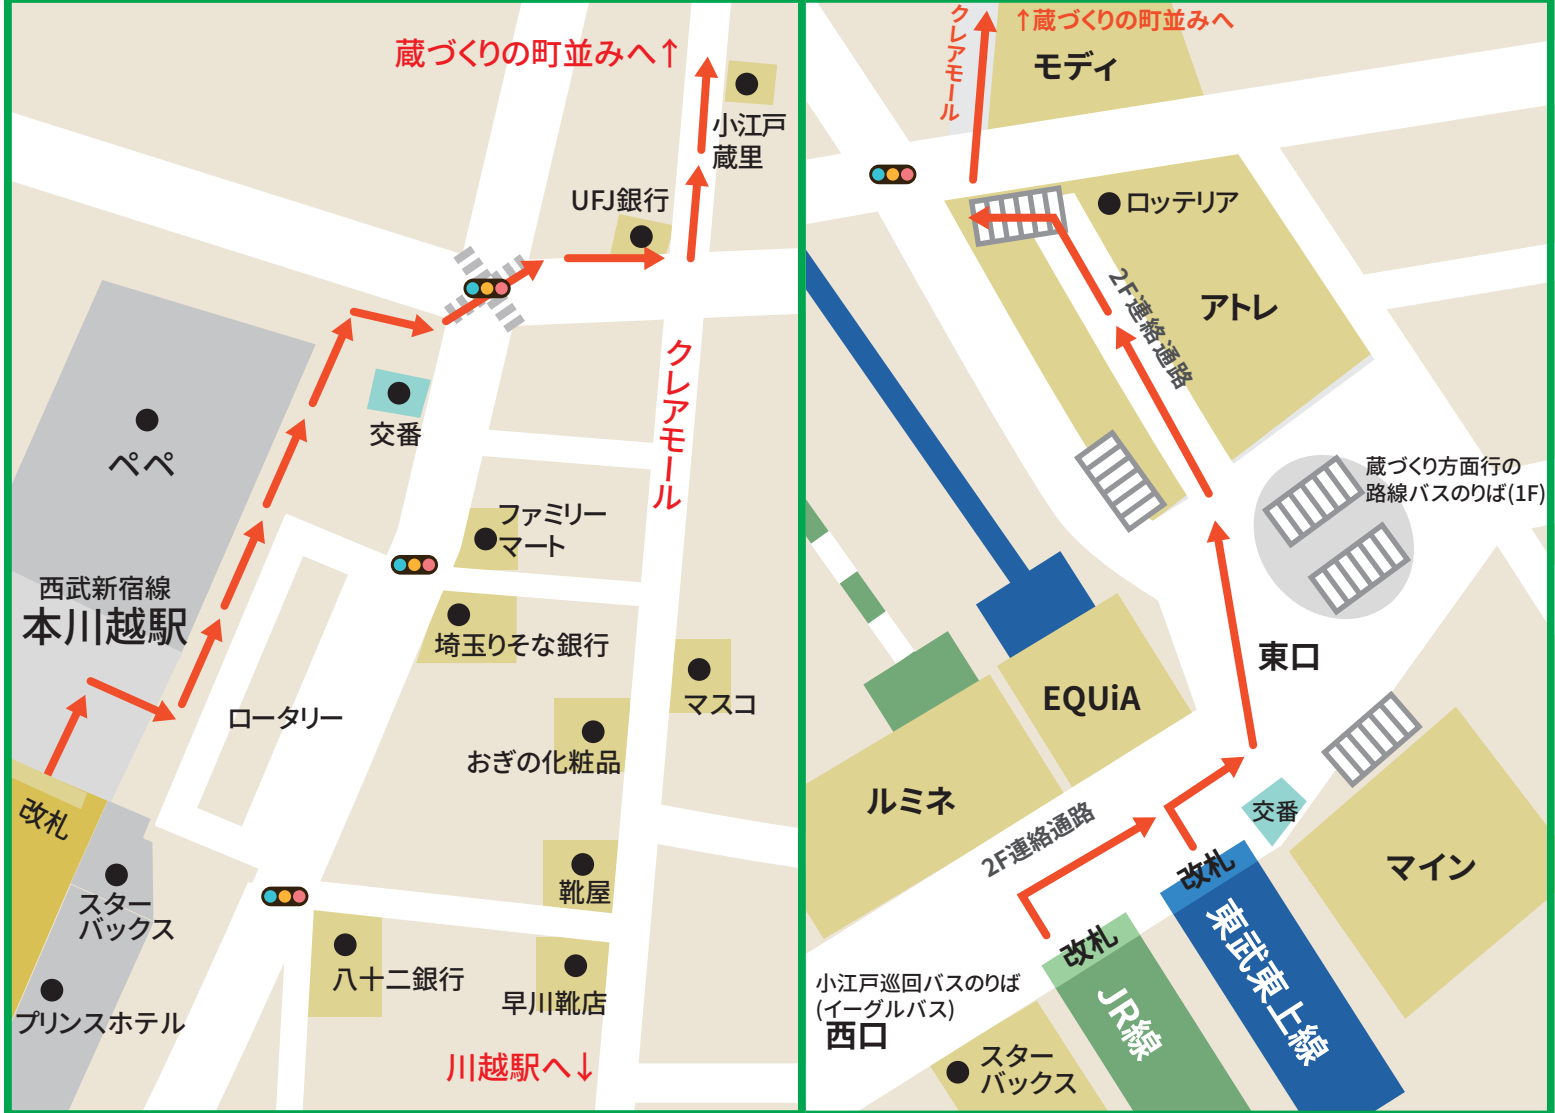 蔵づくりの町並みへ↑
小江戸
蔵里
UFJ銀行
クレアモール
交番
ペペ
ファミリー
マート
西武新宿線
本川越駅
埼玉りそな銀行
マスコ
ロータリー
おぎの化粧品
改札
スター
バックス
靴屋
八十二銀行
早川靴店
プリンスホテル
川越駅へ↓
クレアモール
↑蔵づくりの町並みへ
モディ
ロッテリア
アトレ
2F連絡通路
蔵づくり方面行の
路線バスのりば(1F)
東口
EQUiA
ルミネ
2F連絡通路
交番
マイン
改札
改札
東武東上線
JR線
小江戸巡回バスのりば
(イーグルバス)
西口
スター
バックス